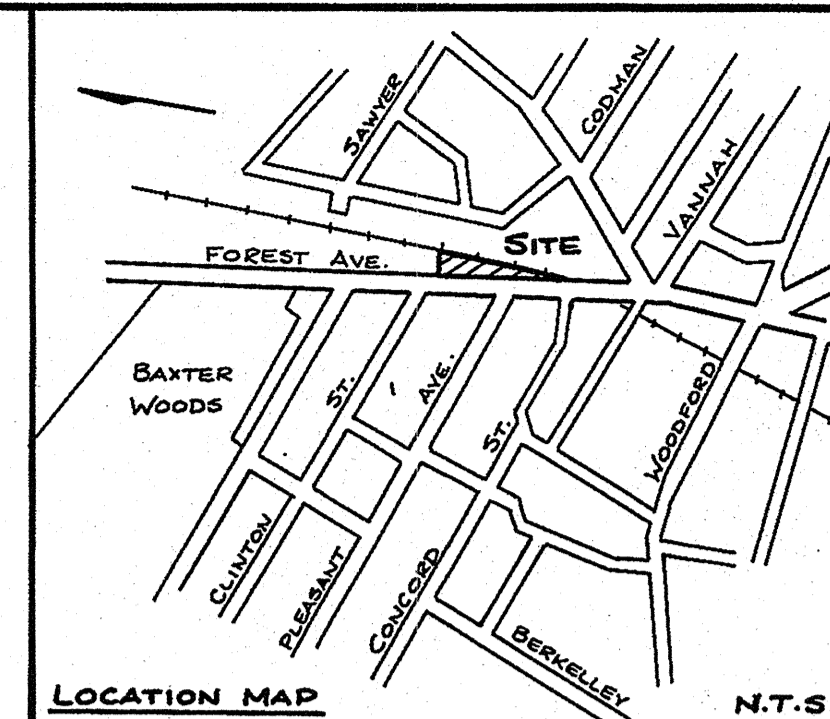 SAWYER
CODMAN
VANNAH
SITE
FOREST AVE.
BAXTER
WOODS
ST.
AVE.
ST.
WOODFORD
CLINTON
PLEASANT
CONCORD
BERKELLEY
LOCATION MAP
N.T.S